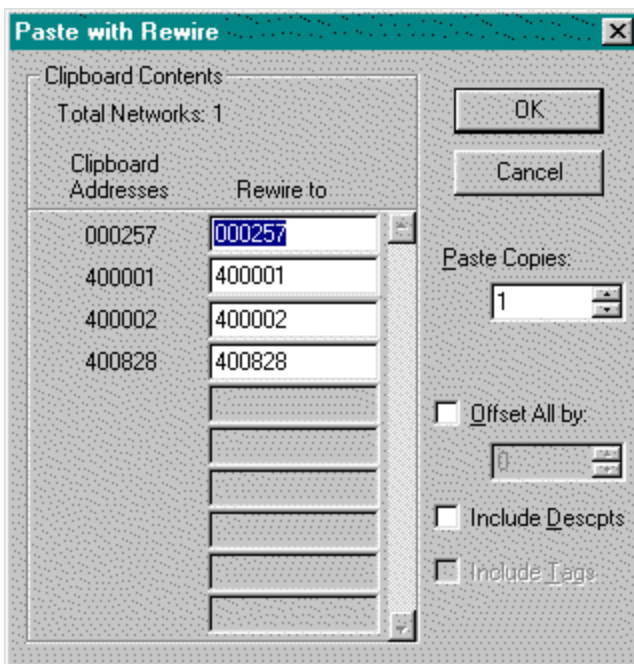 Paste with Rewire
Clipboard Contents
Total Networks: 1
Clipboard
Addresses
Rewire to
000257 000257
400001 400001
400002 400002
400828 400828
OK
Cancel
Paste Copies:
1
Offset All by:
0
Include Descpts
Include Tags